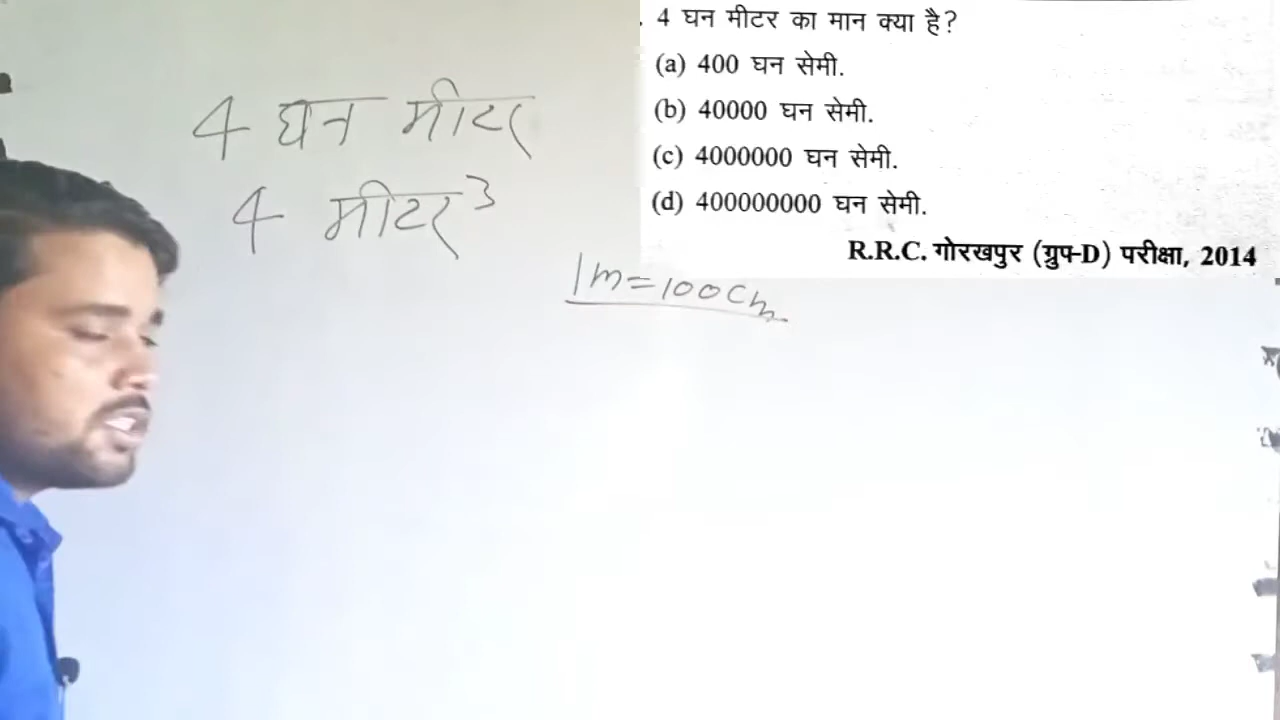 4 घन मीटर का मान क्या है?
(a) 400 घन सेमी.
(b) 40000 घन सेमी.
(c) 4000000 घन सेमी.
(d) 400000000 घन सेमी.
R.R.C. गोरखपुर (ग्रुप-D) परीक्षा, 2014
4 घन मीटर
4 मीटर³
1m=100cm